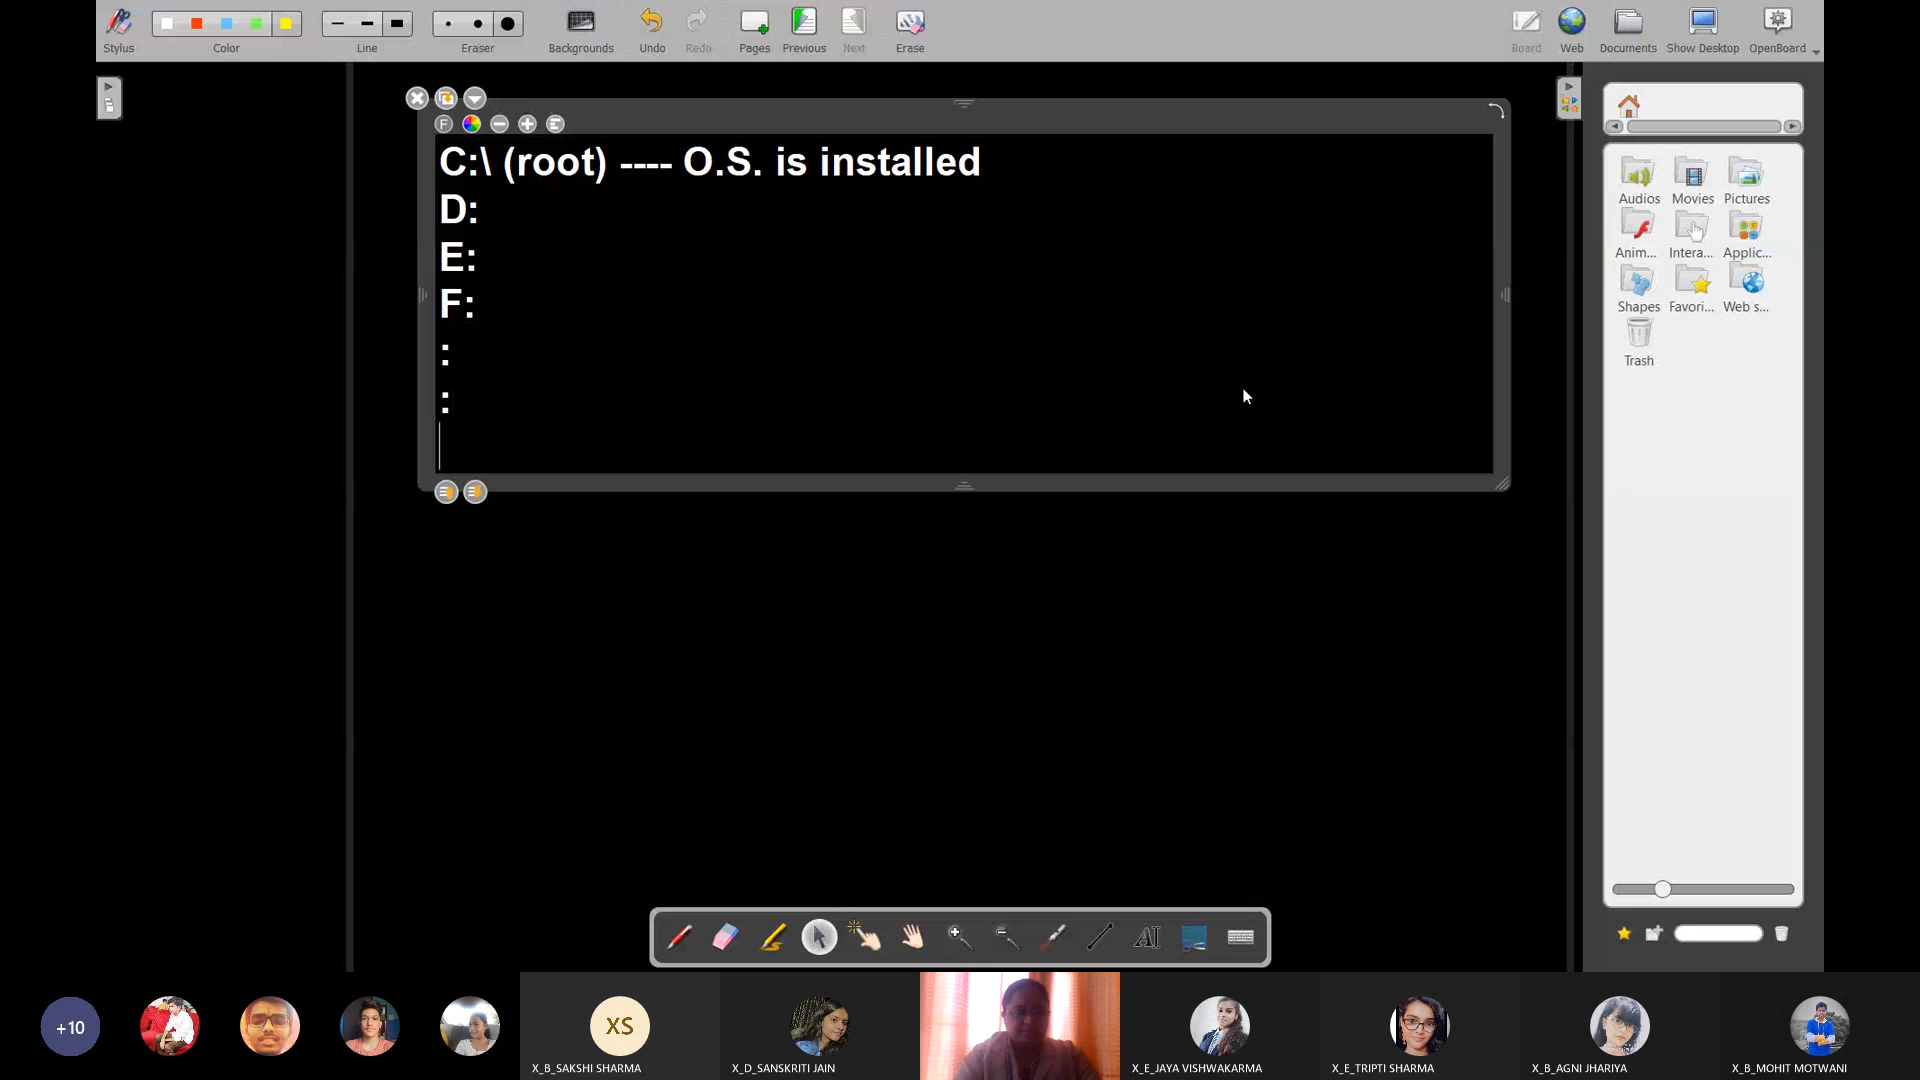 Stylus
Color
Line
Eraser
Backgrounds
Undo
Redo
Pages
Previous
Next
Erase
Board
Web
Documents
Show Desktop
OpenBoard
F
C:\ (root) ---- O.S. is installed
D:
E:
F:
:
:
Audios
Movies
Pictures
Anim...
Intera...
Applic...
Shapes
Favori...
Web s...
Trash
AI
+10
XS
X_B_SAKSHI SHARMA
X_D_SANSKRITI JAIN
X_E_JAYA VISHWAKARMA
X_E_TRIPTI SHARMA
X_B_AGNI JHARIYA
X_B_MOHIT MOTWANI